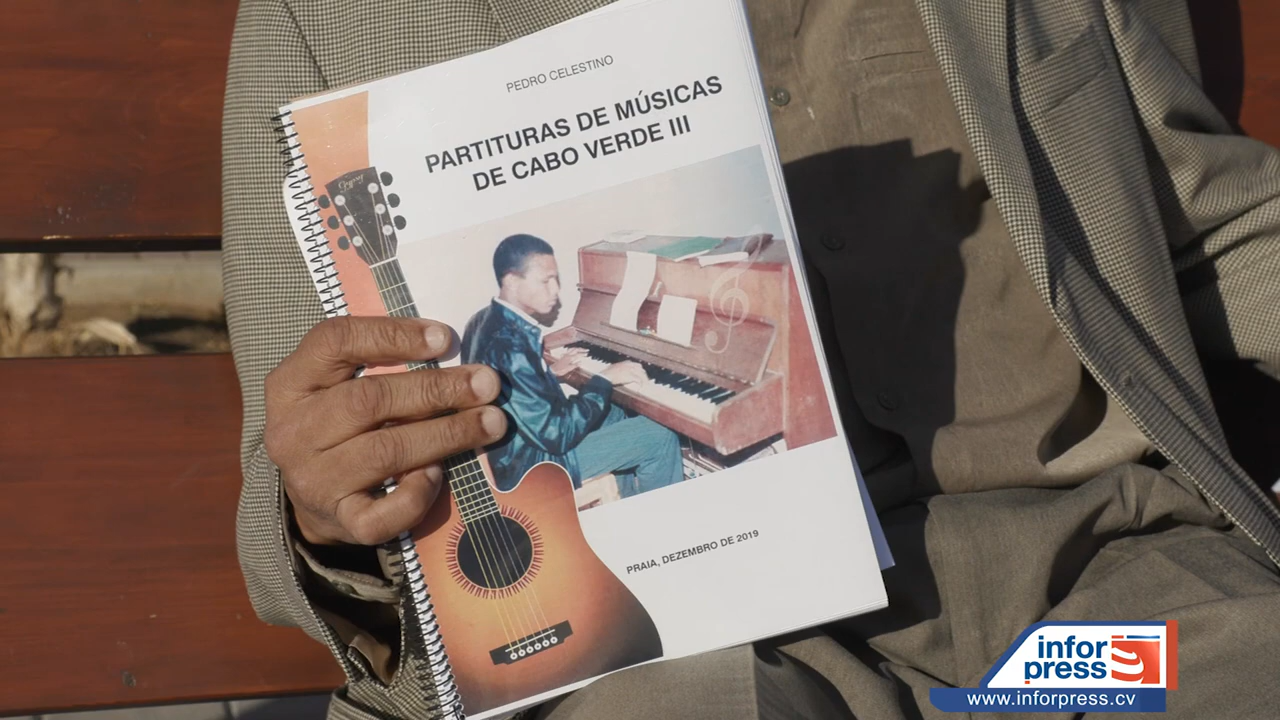 PEDRO CELESTINO
PARTITURAS DE MÚSICAS
DE CABO VERDE III
PRAIA, DEZEMBRO DE 2019
infor
press
www.inforpress.cv